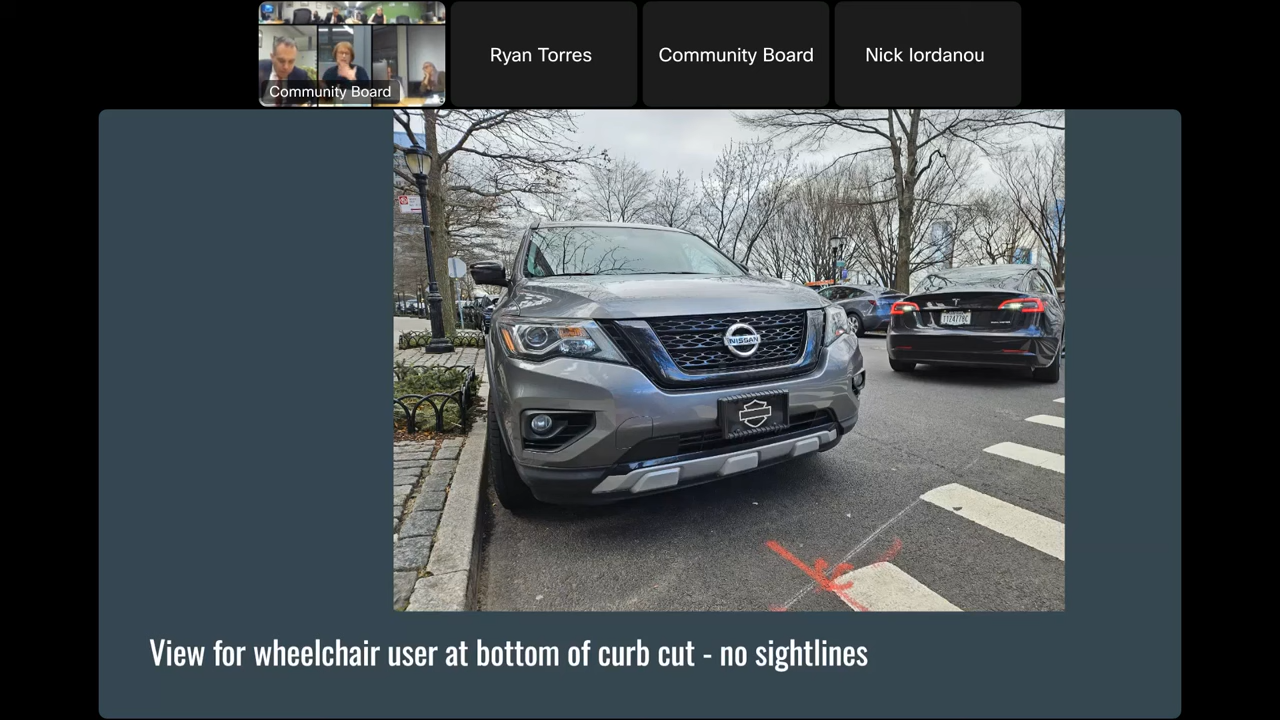 Community Board
Ryan Torres
Community Board
Nick Iordanou
NISSAN
View for wheelchair user at bottom of curb cut - no sightlines